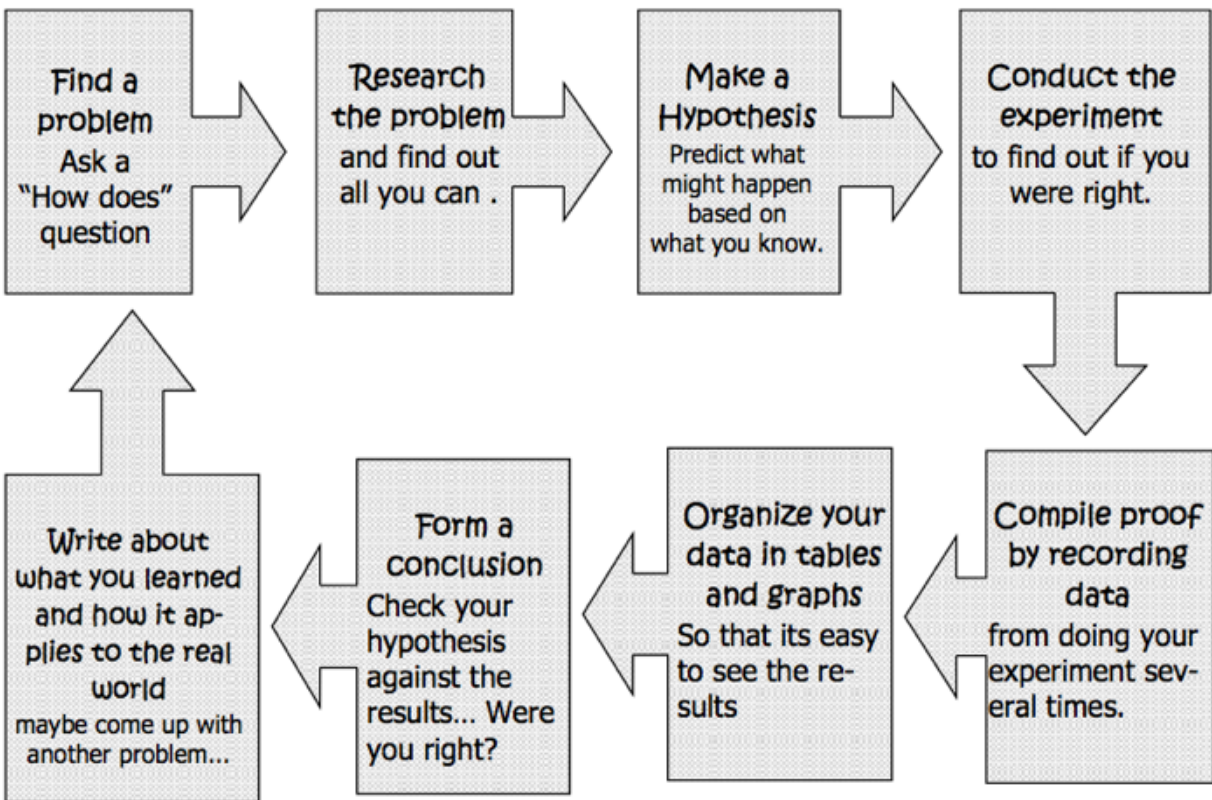 Find a
problem
Ask a
“How does”
question
Research
the problem
and find out
all you can .
Make a
Hypothesis
Predict what
might happen
based on
what you know.
Conduct the
experiment
to find out if you
were right.
Compile proof
by recording
data
from doing your
experiment sev-
eral times.
Organize your
data in tables
and graphs
So that its easy
to see the re-
sults
Form a
conclusion
Check your
hypothesis
against the
results... Were
you right?
Write about
what you learned
and how it ap-
plies to the real
world
maybe come up with
another problem...